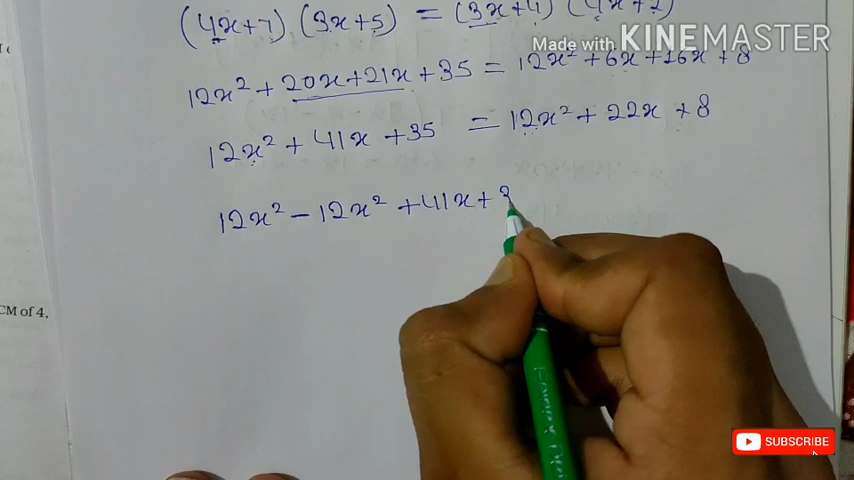 (4x+7) (3x+5) = (3x+4) (4x+2)
Made with KINEMASTER
12x² + 20x+21x +35 = 12x² +6x+16x +8
12x² + 41x +35 = 12x² + 22x +8
12x² - 12x² +41x+3
CM of 4,
SUBSCRIBE